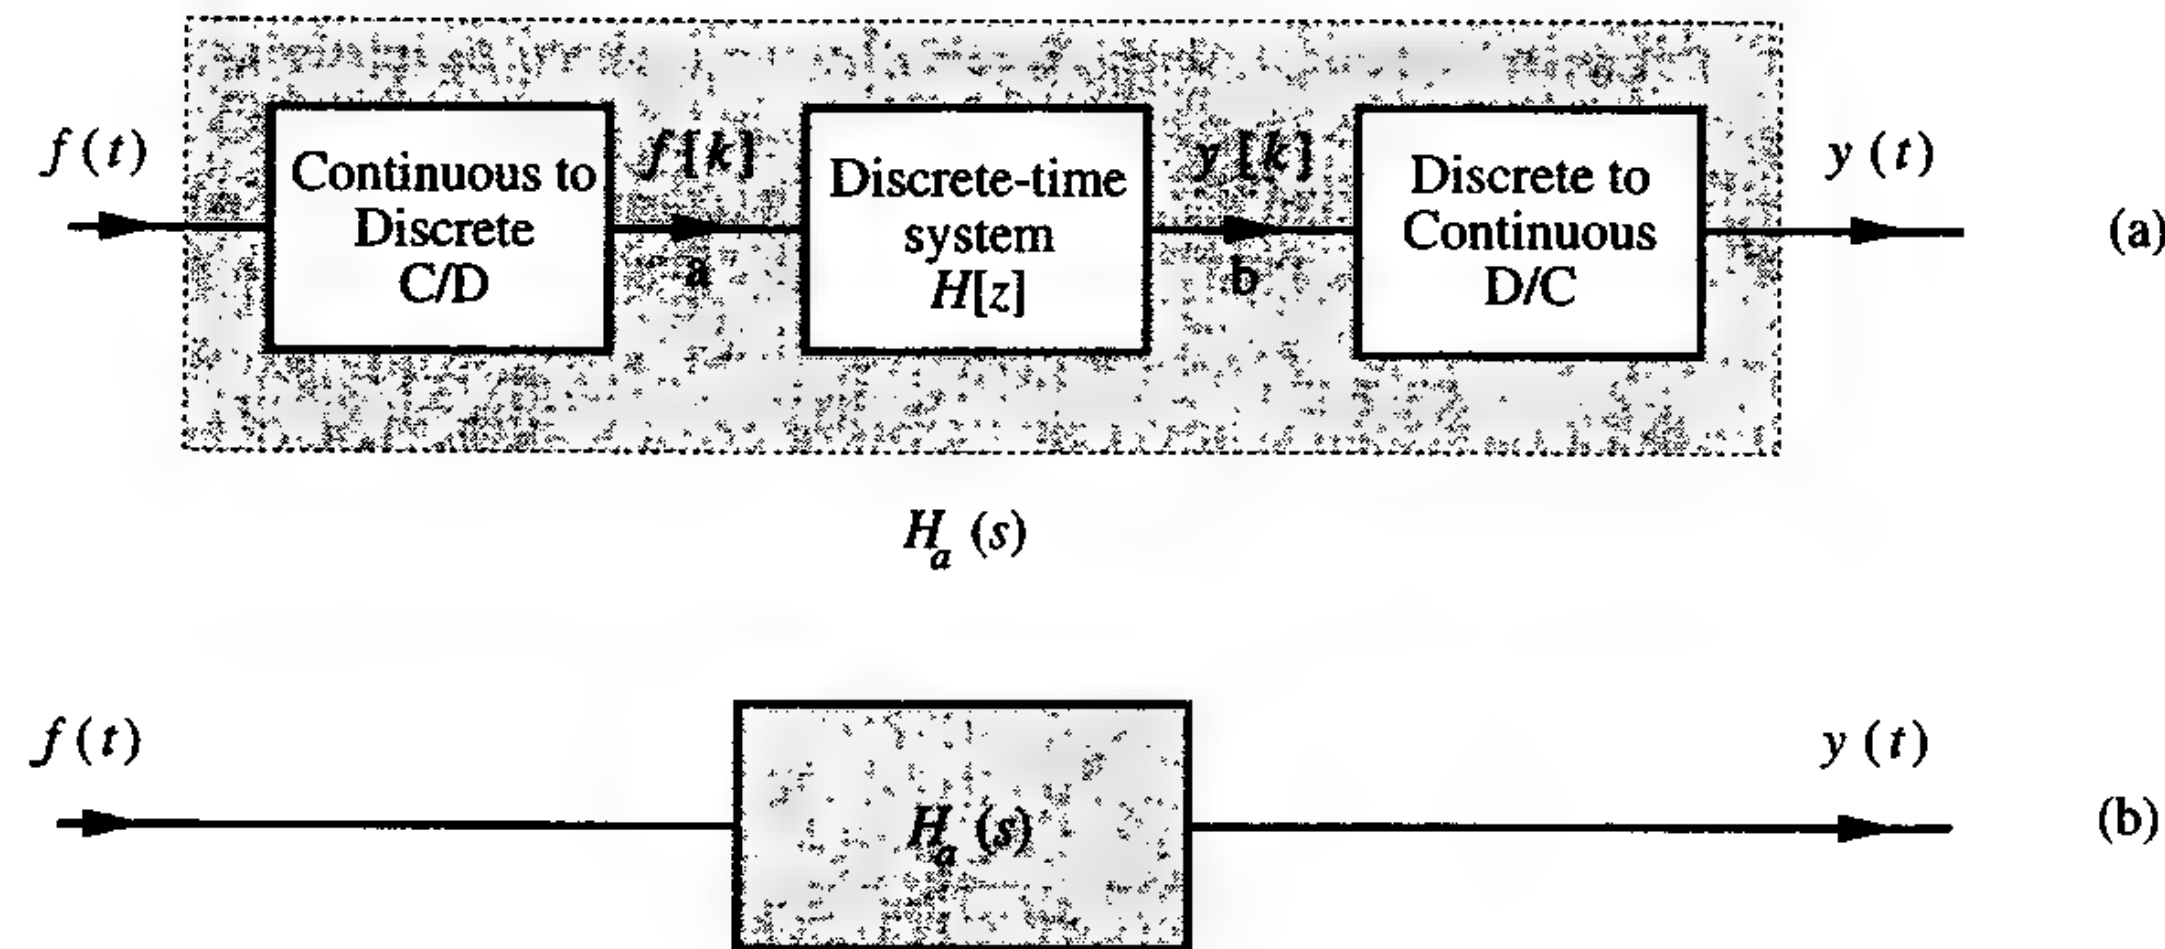 f(t)
Continuous to
Discrete
C/D
f[k]
a
Discrete-time
system
H[z]
y[k]
b
Discrete to
Continuous
D/C
y(t)
(a)
Hₐ(s)
f(t)
Hₐ(s)
y(t)
(b)